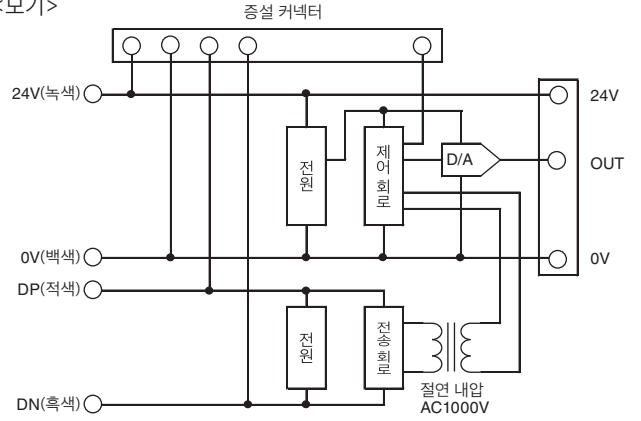 <보기>
증설 커넥터
24V(녹색)
24V
전원
제어 회로
D/A
OUT
0V(백색)
0V
DP(적색)
전원
전송 회로
DN(흑색)
절연 내압
AC1000V